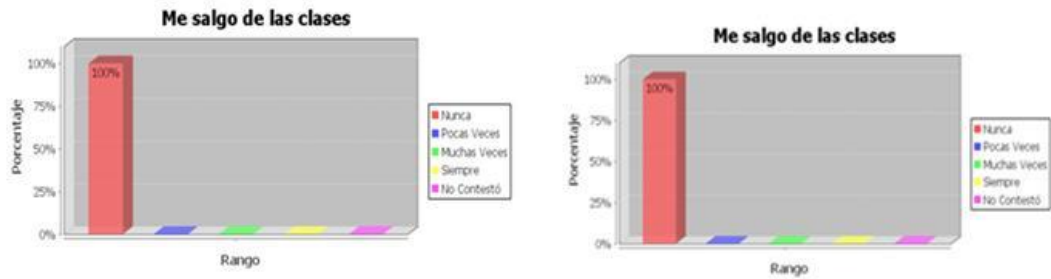 Me salgo de las clases
100%
75%
50%
25%
0%
Porcentaje
100%
Rango
Nunca
Pocas Veces
Muchas Veces
Siempre
No Contestó
Me salgo de las clases
100%
75%
50%
25%
0%
Porcentaje
100%
Rango
Nunca
Pocas Veces
Muchas Veces
Siempre
No Contestó